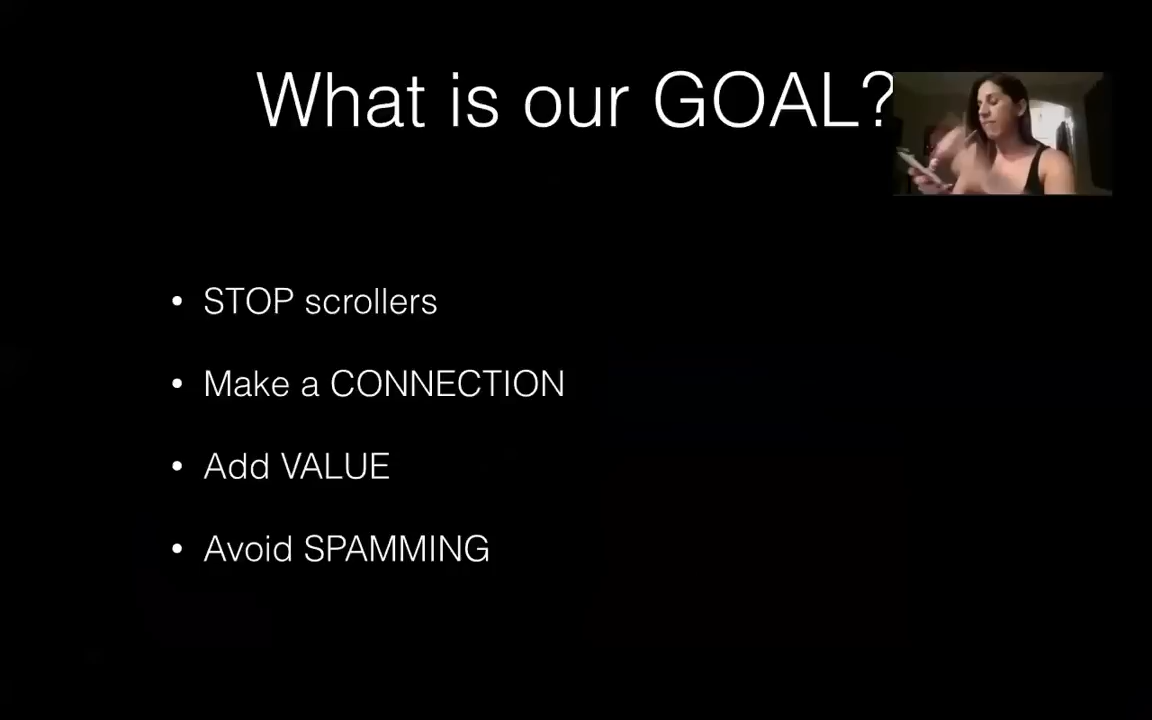 What is our GOAL?
• STOP scrollers
• Make a CONNECTION
• Add VALUE
• Avoid SPAMMING